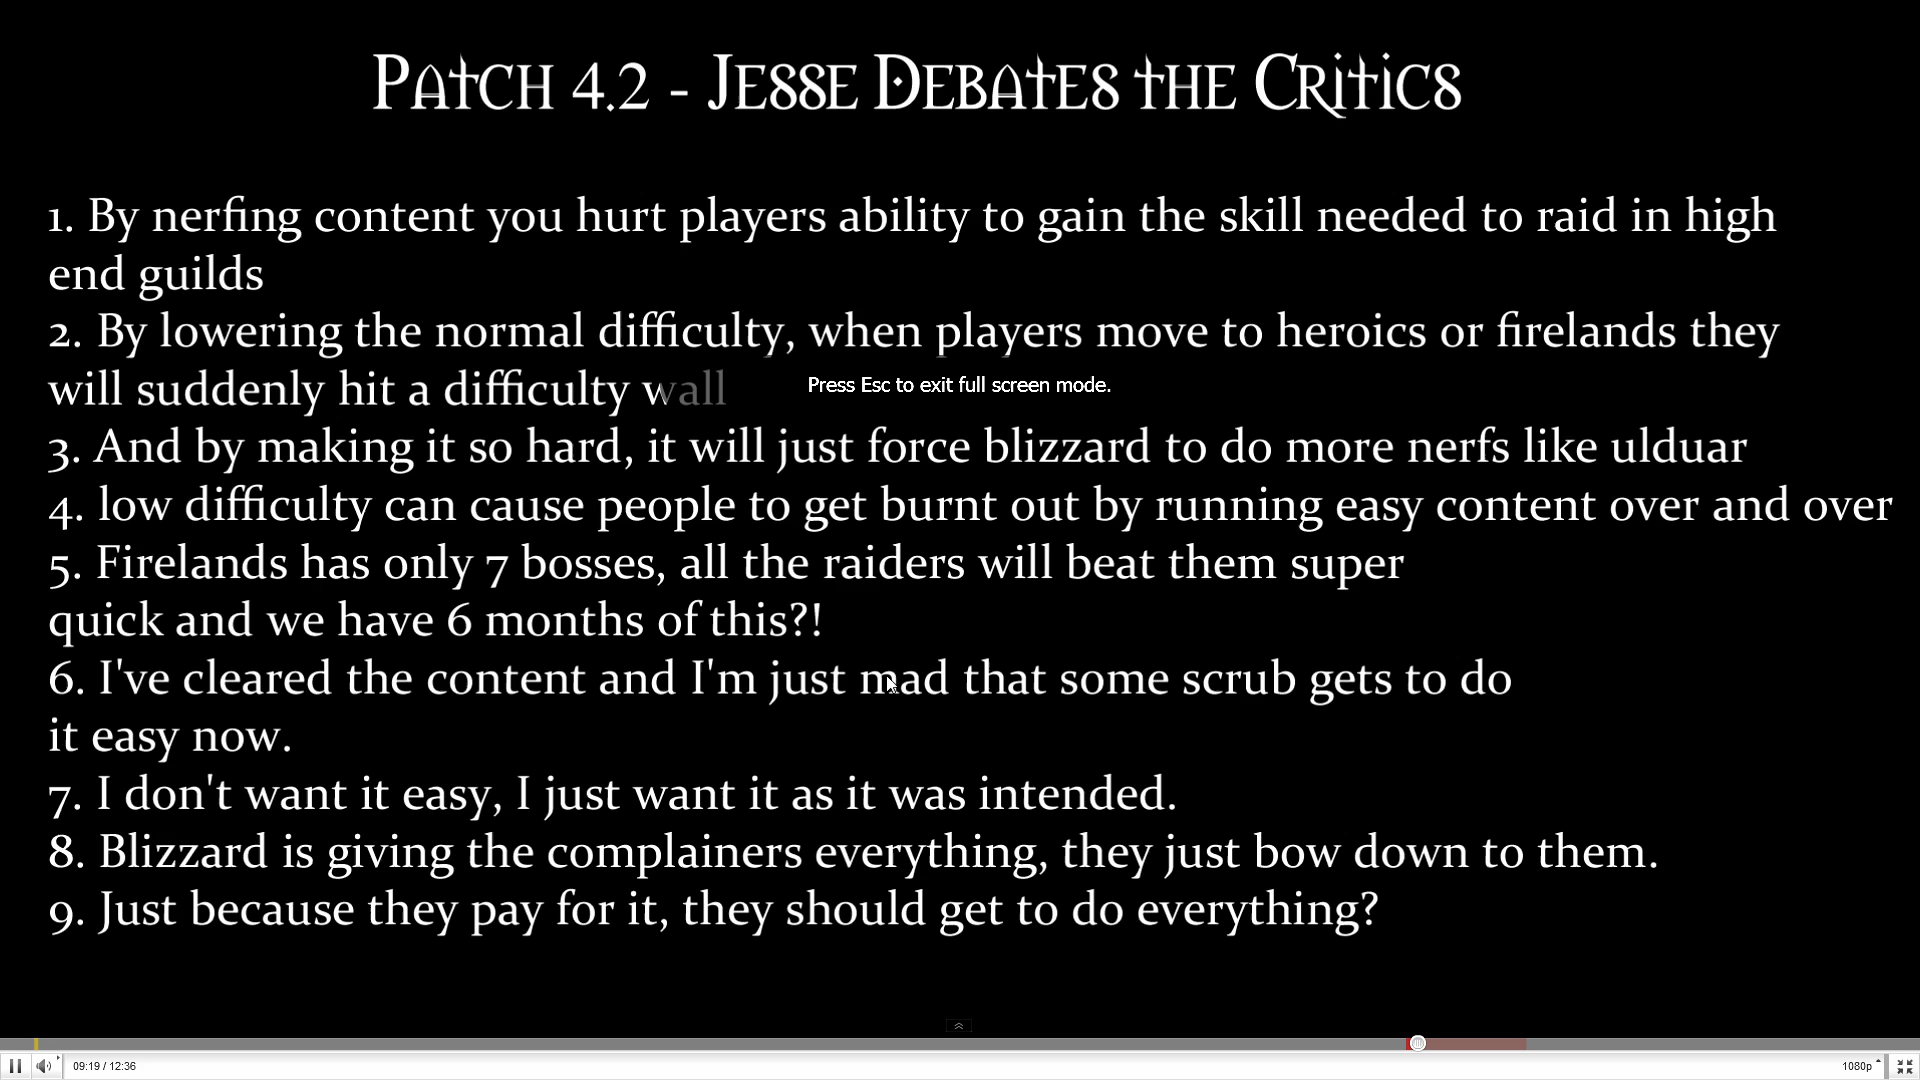 Patch 4.2 - Jesse Debates the Critics
1. By nerfing content you hurt players ability to gain the skill needed to raid in high
end guilds
2. By lowering the normal difficulty, when players move to heroics or firelands they
will suddenly hit a difficulty wall
Press Esc to exit full screen mode.
3. And by making it so hard, it will just force blizzard to do more nerfs like ulduar
4. low difficulty can cause people to get burnt out by running easy content over and over
5. Firelands has only 7 bosses, all the raiders will beat them super
quick and we have 6 months of this?!
6. I've cleared the content and I'm just mad that some scrub gets to do
it easy now.
7. I don't want it easy, I just want it as it was intended.
8. Blizzard is giving the complainers everything, they just bow down to them.
9. Just because they pay for it, they should get to do everything?
09:19 / 12:36
1080p